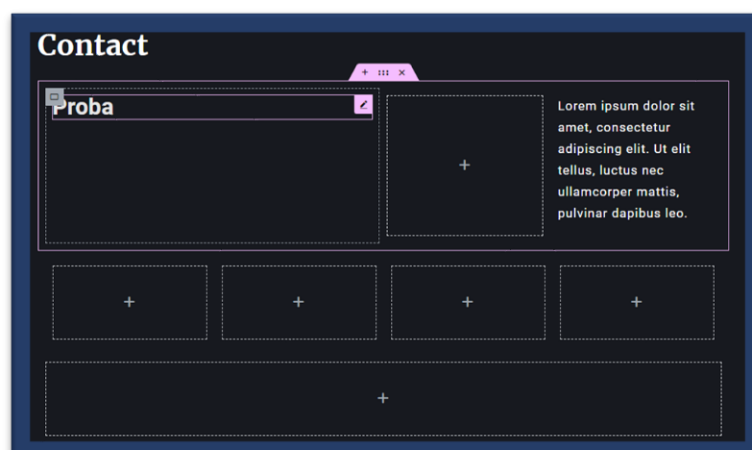 Contact
Proba
Lorem ipsum dolor sit
amet, consectetur
adipiscing elit. Ut elit
tellus, luctus nec
ullamcorper mattis,
pulvinar dapibus leo.